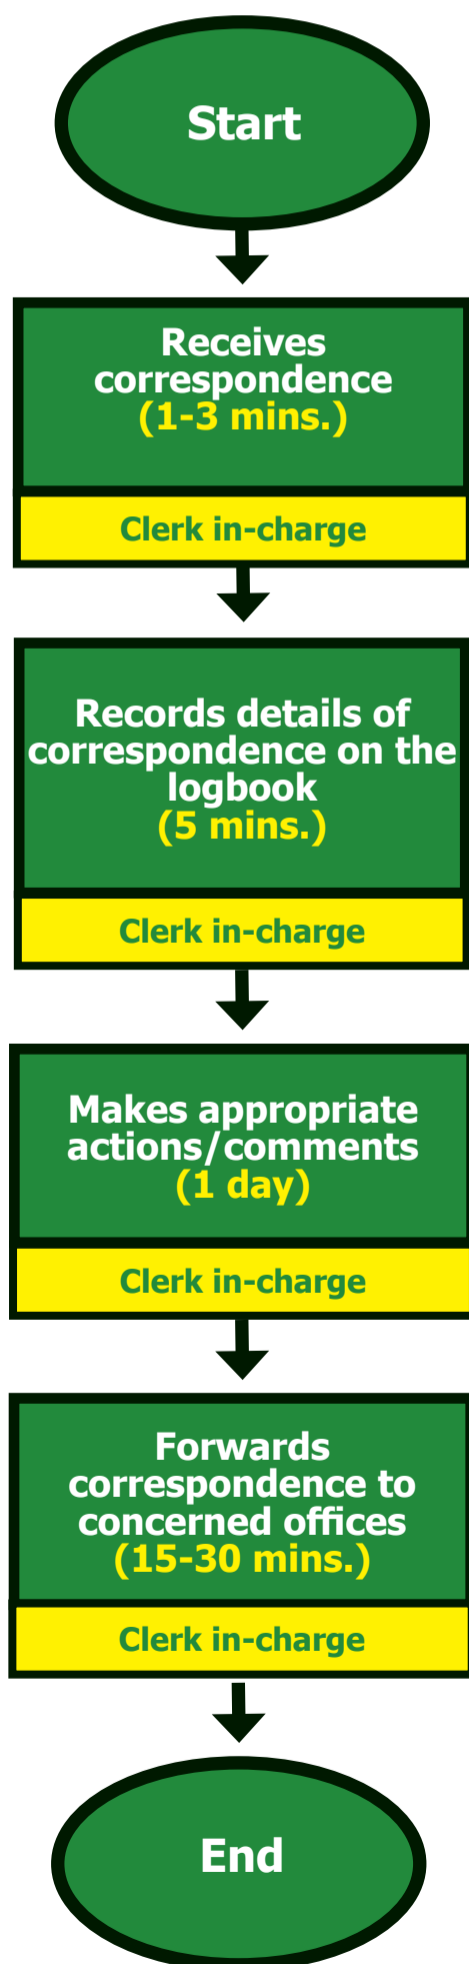 Start
Receives
correspondence
(1-3 mins.)
Clerk in-charge
Records details of
correspondence on the
logbook
(5 mins.)
Clerk in-charge
Makes appropriate
actions/comments
(1 day)
Clerk in-charge
Forwards
correspondence to
concerned offices
(15-30 mins.)
Clerk in-charge
End